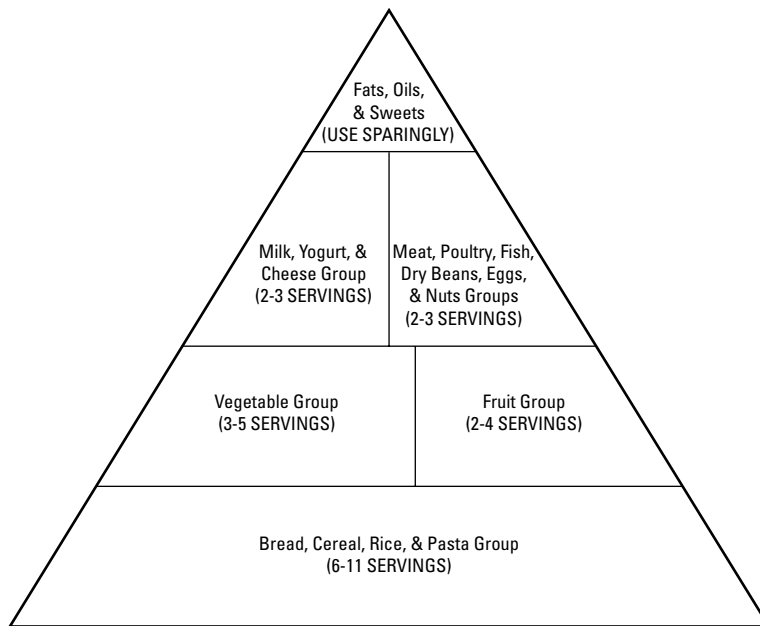 Fats, Oils,
& Sweets
(USE SPARINGLY)
Milk, Yogurt, &
Cheese Group
(2-3 SERVINGS)
Meat, Poultry, Fish,
Dry Beans, Eggs,
& Nuts Groups
(2-3 SERVINGS)
Vegetable Group
(3-5 SERVINGS)
Fruit Group
(2-4 SERVINGS)
Bread, Cereal, Rice, & Pasta Group
(6-11 SERVINGS)